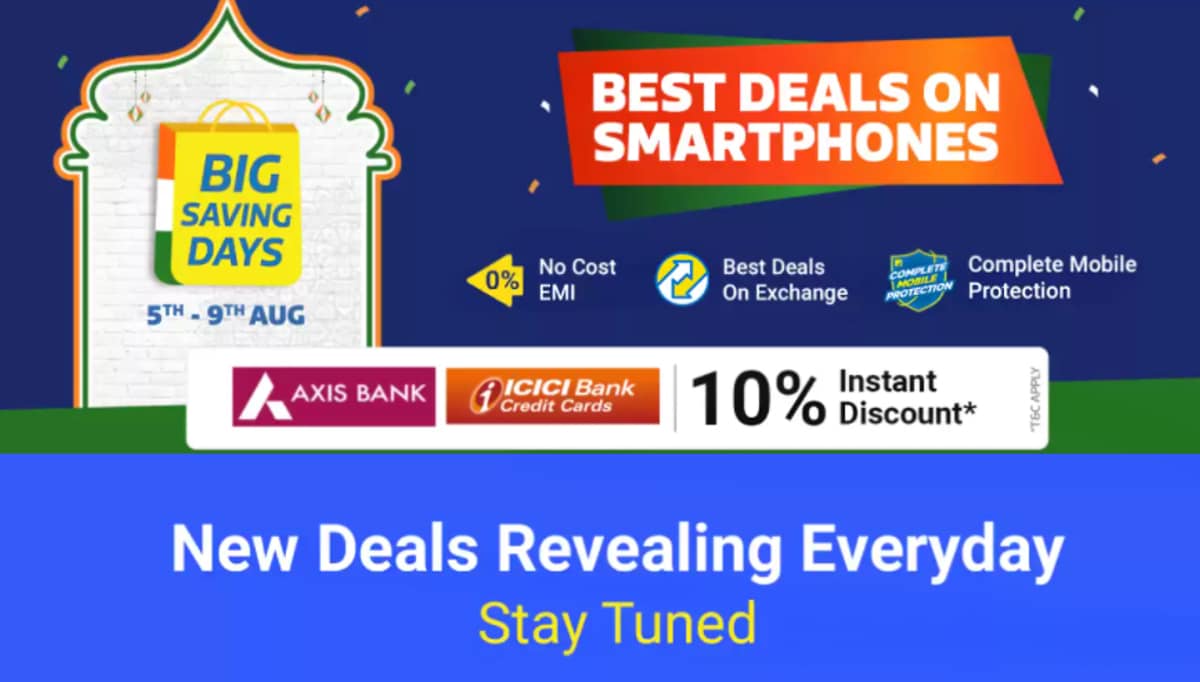 BIG
SAVING
DAYS
5TH - 9TH AUG
BEST DEALS ON
SMARTPHONES
0%
No Cost
EMI
Best Deals
On Exchange
COMPLETE
MOBILE
PROTECTION
Complete Mobile
Protection
AXIS BANK
ICICI Bank
Credit Cards
10% Instant
Discount*
*T&C APPLY
New Deals Revealing Everyday
Stay Tuned